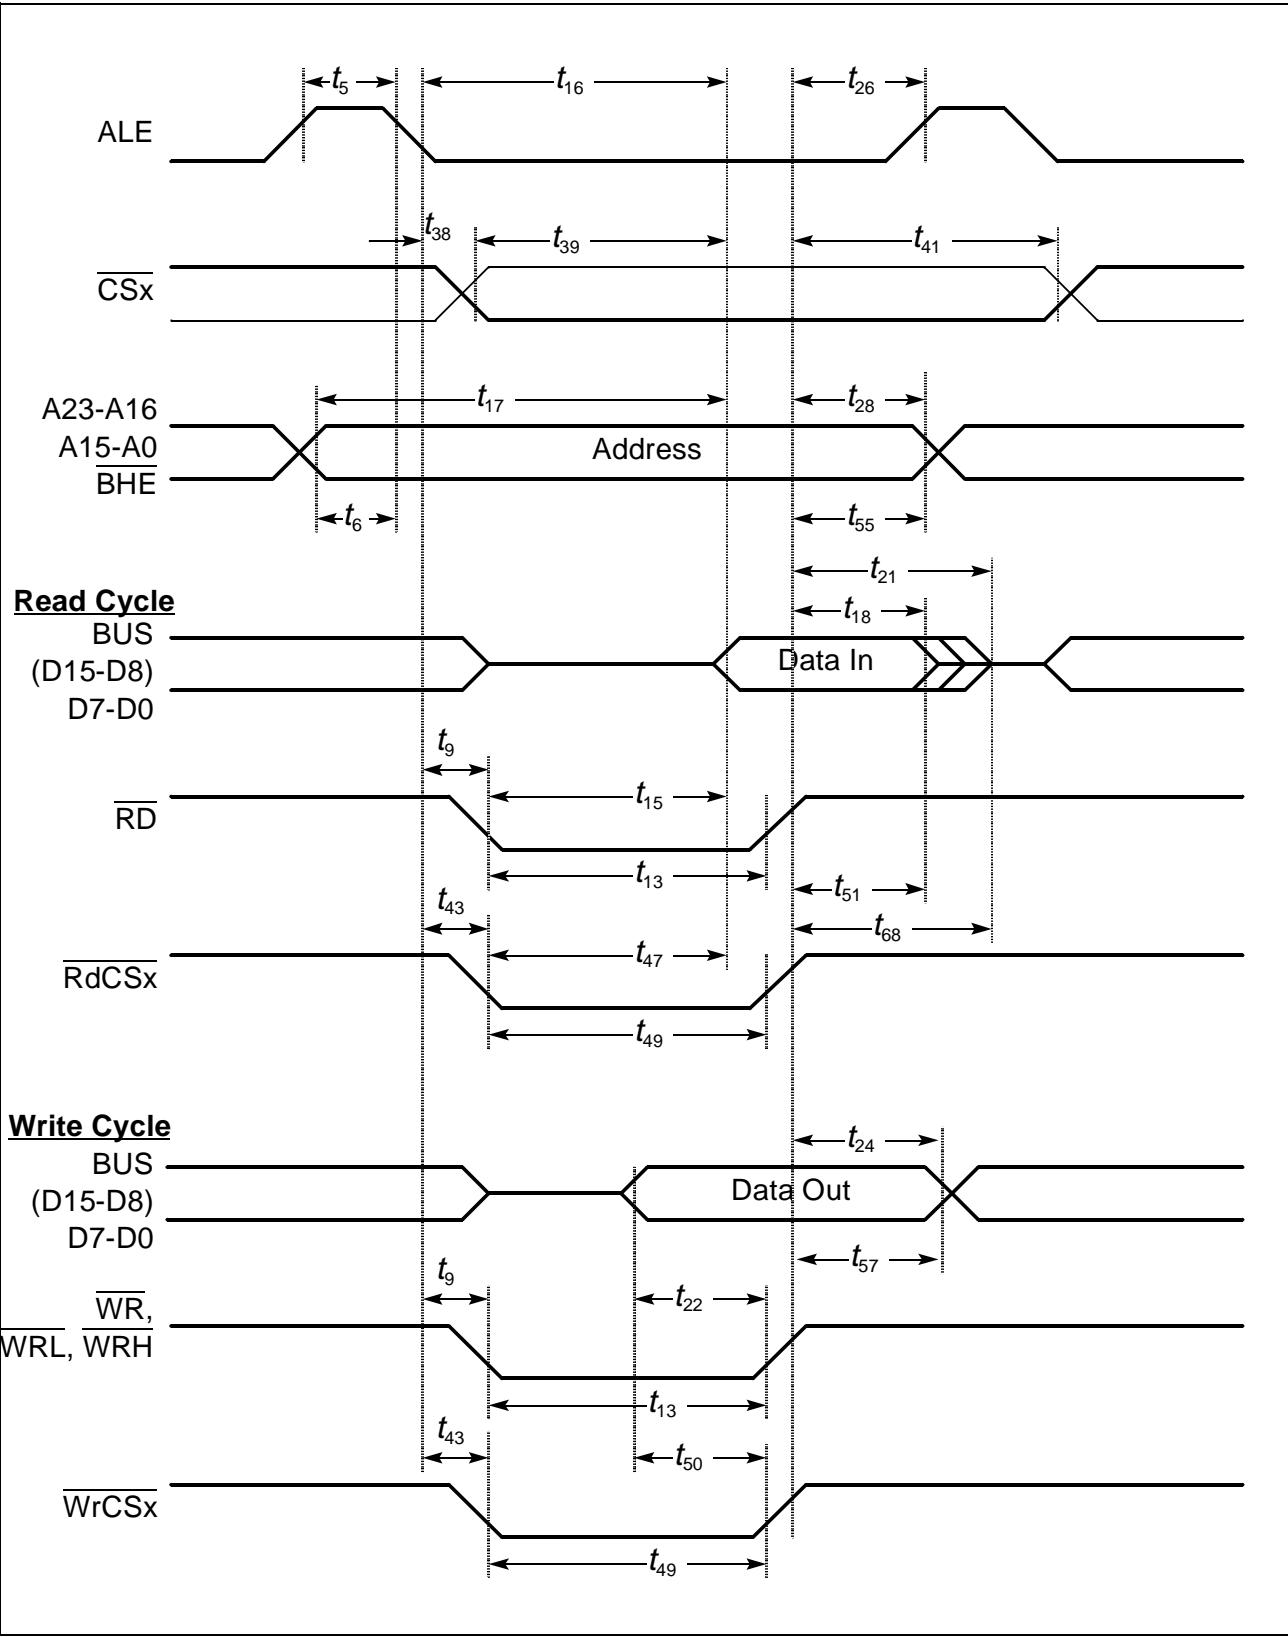 t5 t16 t26
ALE
t38 t39 t41
CSx
t17 t28
A23-A16
A15-A0 Address
BHE
t6 t55
t21
Read Cycle t18
BUS
(D15-D8) Data In
D7-D0
t9
t15
RD
t13 t51
t43 t68
t47
RdCSx
t49
Write Cycle
t24
BUS
(D15-D8) Data Out
D7-D0
t57
t9
t22
WR,
WRL, WRH
t13
t43
t50
WrCSx
t49